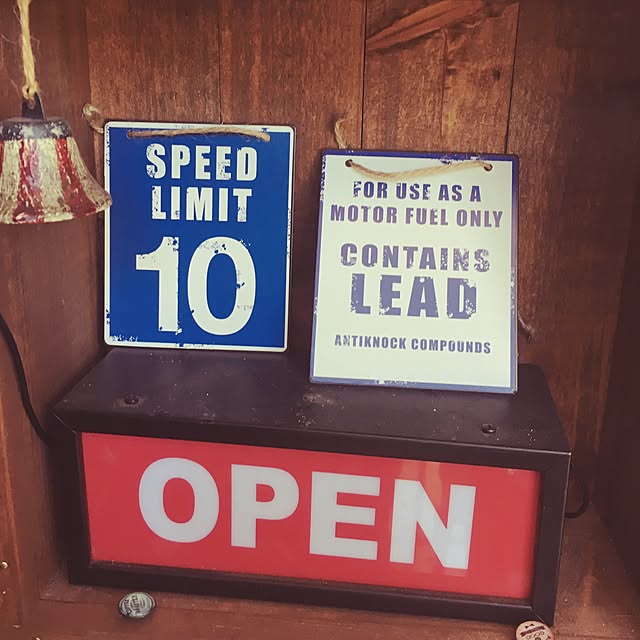 SPEED
LIMIT
10
FOR USE AS A
MOTOR FUEL ONLY
CONTAINS
LEAD
ANTIKNOCK COMPOUNDS
OPEN